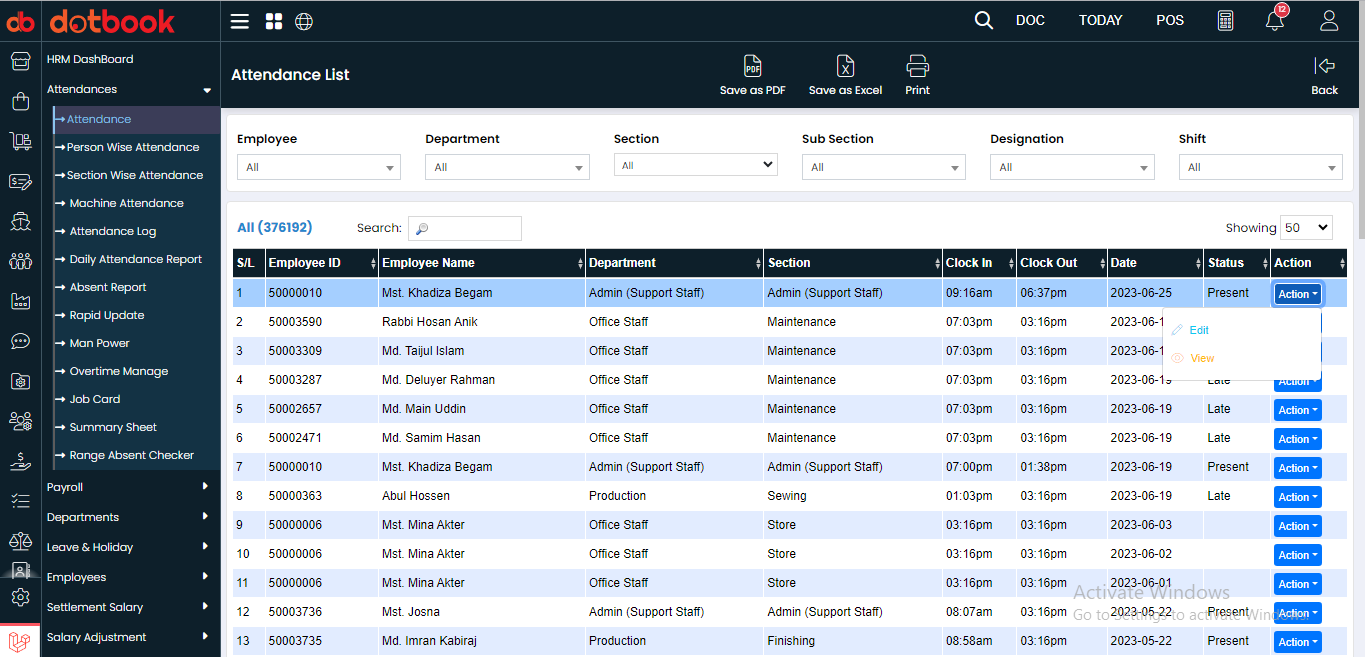 db dotbook
DOC TODAY POS 12
HRM DashBoard
Attendances
Attendance
Person Wise Attendance
Section Wise Attendance
Machine Attendance
Attendance Log
Daily Attendance Report
Absent Report
Rapid Update
Man Power
Overtime Manage
Job Card
Summary Sheet
Range Absent Checker
Payroll
Departments
Leave & Holiday
Employees
Settlement Salary
Salary Adjustment
Attendance List
PDF X
Save as PDF Save as Excel Print Back
Employee Department Section Sub Section Designation Shift
All All All All All All
All (376192) Search: Showing 50
S/L Employee ID Employee Name Department Section Clock In Clock Out Date Status Action
1 50000010 Mst. Khadiza Begam Admin (Support Staff) Admin (Support Staff) 09:16am 06:37pm 2023-06-25 Present Action
2 50003590 Rabbi Hosan Anik Office Staff Maintenance 07:03pm 03:16pm 2023-06-1
Edit
3 50003309 Md. Taijul Islam Office Staff Maintenance 07:03pm 03:16pm 2023-06-1
View
4 50003287 Md. Deluyer Rahman Office Staff Maintenance 07:03pm 03:16pm 2023-06-19 Late Action
5 50002657 Md. Main Uddin Office Staff Maintenance 07:03pm 03:16pm 2023-06-19 Late Action
6 50002471 Md. Samim Hasan Office Staff Maintenance 07:03pm 03:16pm 2023-06-19 Late Action
7 50000010 Mst. Khadiza Begam Admin (Support Staff) Admin (Support Staff) 07:00pm 01:38pm 2023-06-19 Present Action
8 50000363 Abul Hossen Production Sewing 01:03pm 03:16pm 2023-06-19 Late Action
9 50000006 Mst. Mina Akter Office Staff Store 03:16pm 03:16pm 2023-06-03 Action
10 50000006 Mst. Mina Akter Office Staff Store 03:16pm 03:16pm 2023-06-02 Action
11 50000006 Mst. Mina Akter Office Staff Store 03:16pm 03:16pm 2023-06-01 Action
12 50003736 Mst. Josna Admin (Support Staff) Admin (Support Staff) 08:07am 03:16pm 2023-05-22 Present Action
13 50003735 Md. Imran Kabiraj Production Finishing 08:58am 03:16pm 2023-05-22 Present Action
Activate Windows
Go to Settings to activate Windows.